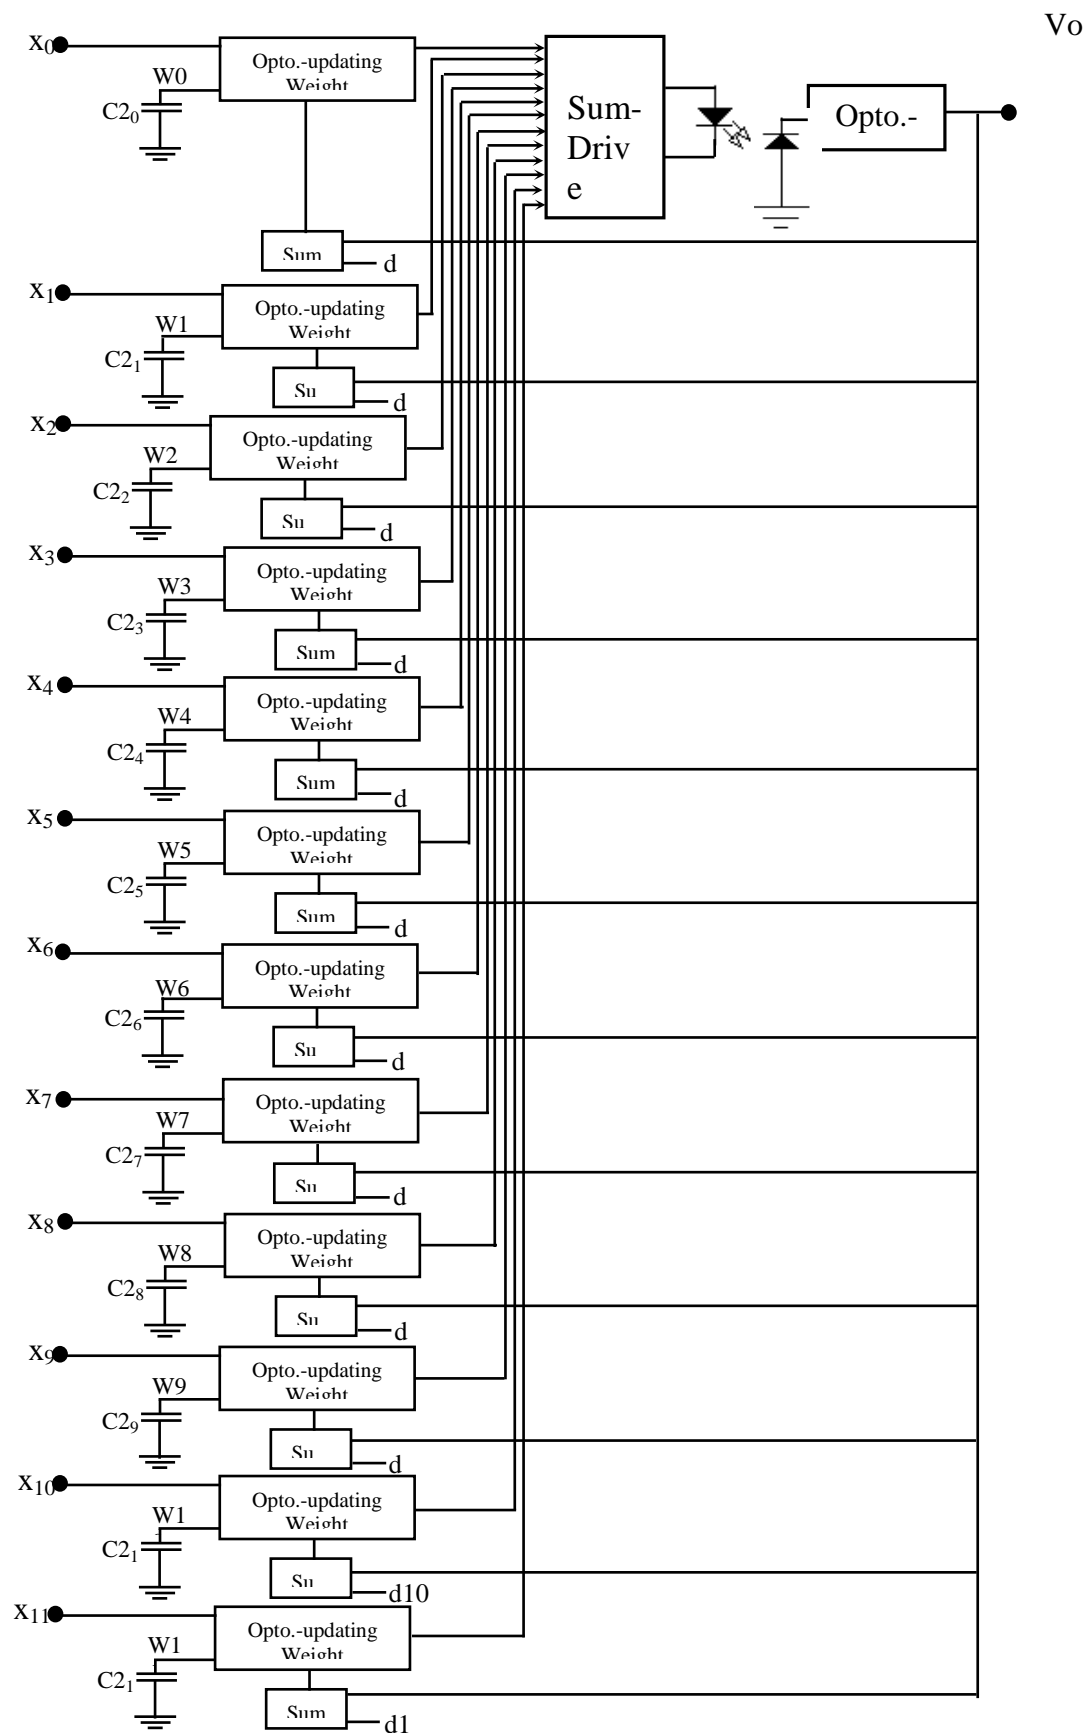 Vo
X0
Opto.-updating
Weight
W0
C20
Sum-
Driv
e
Opto.-
Sum
d
X1
Opto.-updating
Weight
W1
C21
Su
d
X2
Opto.-updating
Weight
W2
C22
Su
d
X3
Opto.-updating
Weight
W3
C23
Sum
d
X4
Opto.-updating
Weight
W4
C24
Sum
d
X5
Opto.-updating
Weight
W5
C25
Sum
d
X6
Opto.-updating
Weight
W6
C26
Su
d
X7
Opto.-updating
Weight
W7
C27
Su
d
X8
Opto.-updating
Weight
W8
C28
Su
d
X9
Opto.-updating
Weight
W9
C29
Su
d
X10
Opto.-updating
Weight
W1
C21
Su
d10
X11
Opto.-updating
Weight
W1
C21
Sum
d1